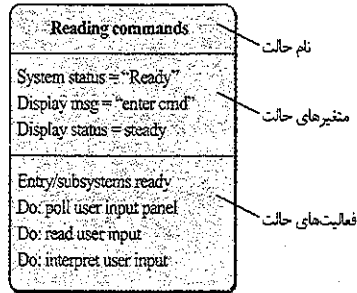 Reading commands
نام حالت
System status = "Ready"
Display msg = "enter cmd"
Display status = steady
متغیرهای حالت
Entry/subsystems ready
Do: poll user input panel
Do: read user input
Do: interpret user input
فعالیت‌های حالت